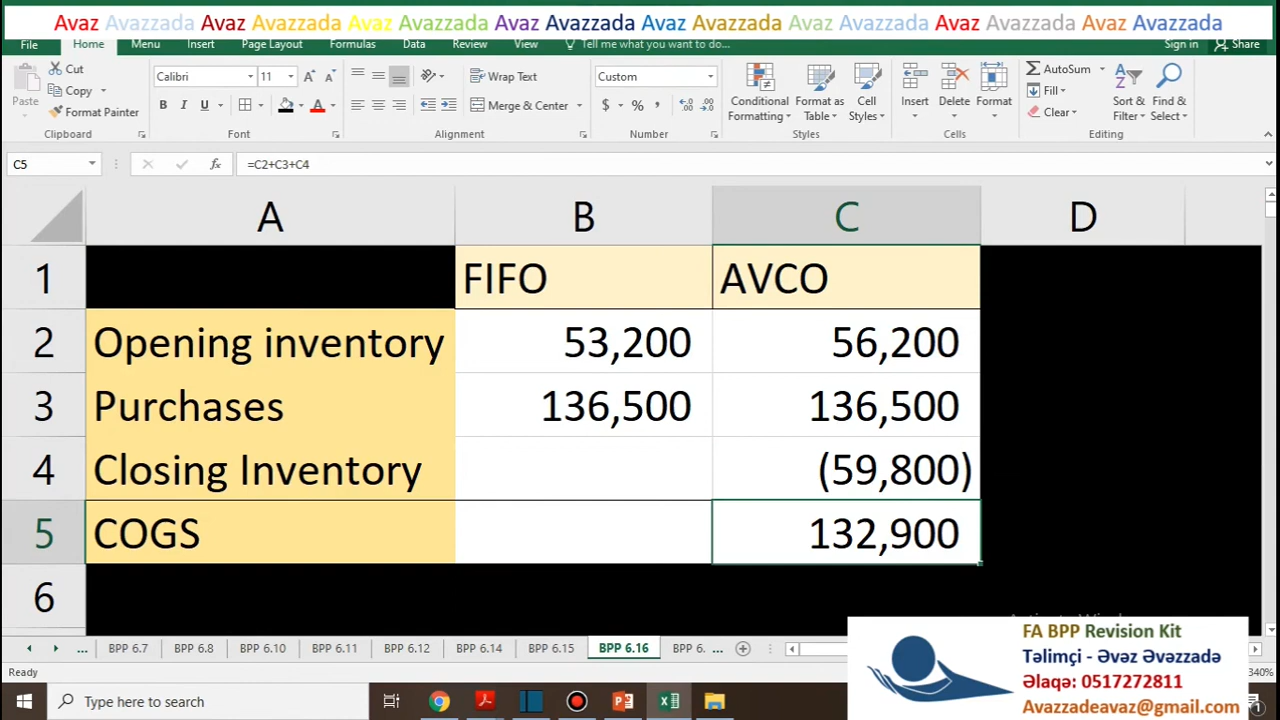 Avaz Avazzada Avaz Avazzada Avaz Avazzada Avaz Avazzada Avaz Avazzada Avaz Avazzada Avaz Avazzada Avaz Avazzada
File Home Menu Insert Page Layout Formulas Data Review View Tell me what you want to do... Sign in Share
Cut
Copy
Format Painter
Paste
Clipboard
Calibri 11
B I U
Font
Wrap Text
Merge & Center
Alignment
Custom
$ % ,
Number
Conditional Formatting
Format as Table
Cell Styles
Styles
Insert Delete Format
Cells
AutoSum
Fill
Clear
Sort & Filter
Find & Select
Editing
C5 fx =C2+C3+C4
A B C D
1 FIFO AVCO
2 Opening inventory 53,200 56,200
3 Purchases 136,500 136,500
4 Closing Inventory (59,800)
5 COGS 132,900
6
... BPP 6.7 BPP 6.8 BPP 6.10 BPP 6.11 BPP 6.12 BPP 6.14 BPP 6.15 BPP 6.16 BPP 6. ...
Ready 340%
FA BPP Revision Kit
Təlimçi - Əvəz Əvəzzadə
Əlaqə: 0517272811
Avazzadeavaz@gmail.com
Type here to search
1